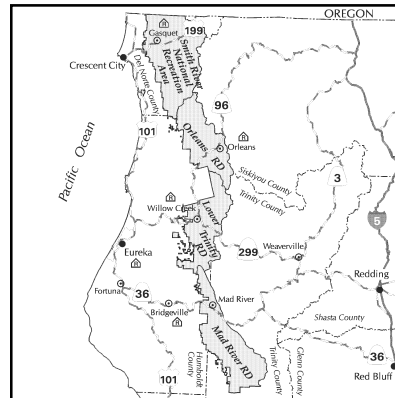 OREGON
Gasquet
199
Smith River
National
Recreation
Area
Crescent City
Del Norte County
96
101
Orleans RD
Orleans
Pacific Ocean
Siskiyou County
Trinity County
3
Willow Creek
Lower
Trinity
RD
5
Eureka
299
Weaverville
Redding
Fortuna
36
Mad River
Bridgeville
Shasta County
Mad River RD
Humboldt
County
Trinity County
Glenn County
36
Red Bluff
101